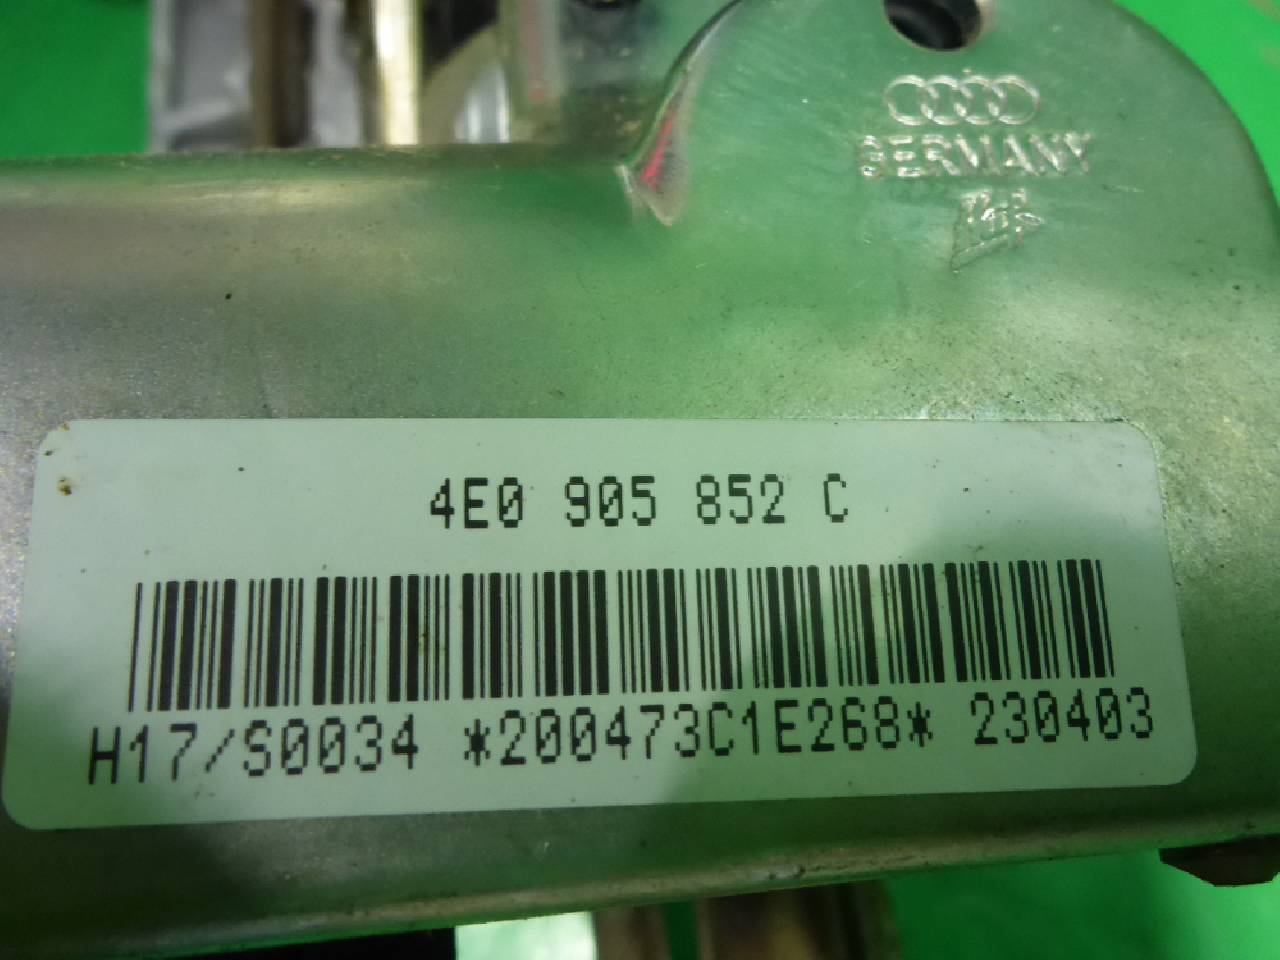 GERMANY
4E0 905 852 C
H17/S0034 *200473C1E268* 230403